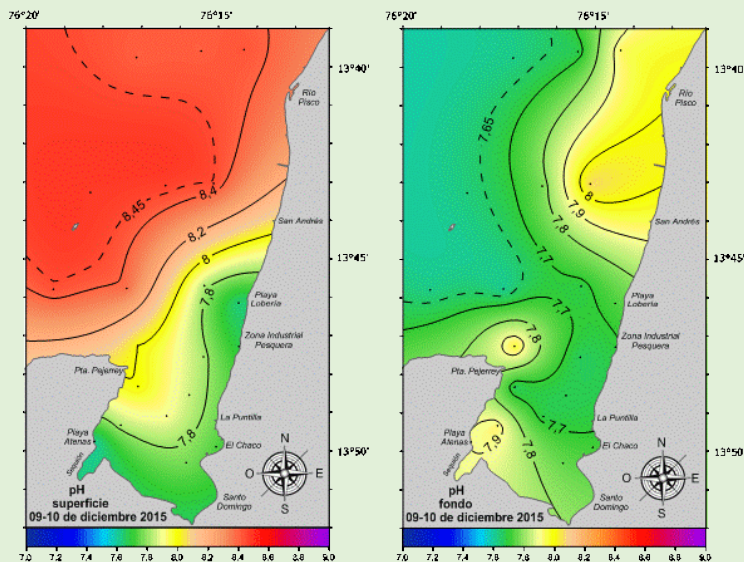 76°20'
76°15'
76°20'
76°15'
13°40'
13°45'
13°50'
13°40'
13°45'
13°50'
Río
Pisco
San Andrés
Playa
Lobería
Zona Industrial
Pesquera
Pta. Pejerrey
La Puntilla
Playa
Atenas
El Chaco
Sequión
Santo
Domingo
8,45
8,4
8,2
8
7,8
7,8
N
O
E
S
pH
superficie
09-10 de diciembre 2015
7.0 7.2 7.4 7.6 7.8 8.0 8.2 8.4 8.6 8.8 9.0
Río
Pisco
San Andrés
Playa
Lobería
Zona Industrial
Pesquera
Pta. Pejerrey
La Puntilla
Playa
Atenas
El Chaco
Sequión
Santo
Domingo
7,65
8
7,9
7,8
7,7
7,7
7,8
7,7
7,9
7,8
N
O
E
S
pH
fondo
09-10 de diciembre 2015
7.0 7.2 7.4 7.6 7.8 8.0 8.2 8.4 8.6 8.8 9.0